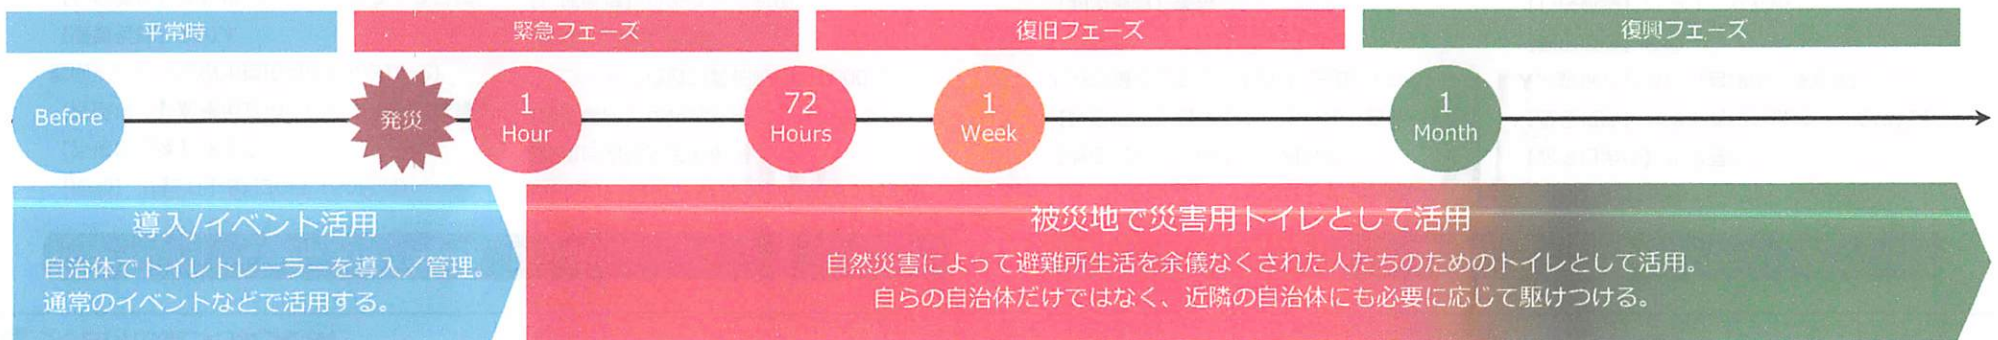 平常時
緊急フェーズ
復旧フェーズ
復興フェーズ
Before
発災
1
Hour
72
Hours
1
Week
1
Month
導入/イベント活用
自治体でトイレトレーラーを導入／管理。
通常のイベントなどで活用する。
被災地で災害用トイレとして活用
自然災害によって避難所生活を余儀なくされた人たちのためのトイレとして活用。
自らの自治体だけではなく、近隣の自治体にも必要に応じて駆けつける。